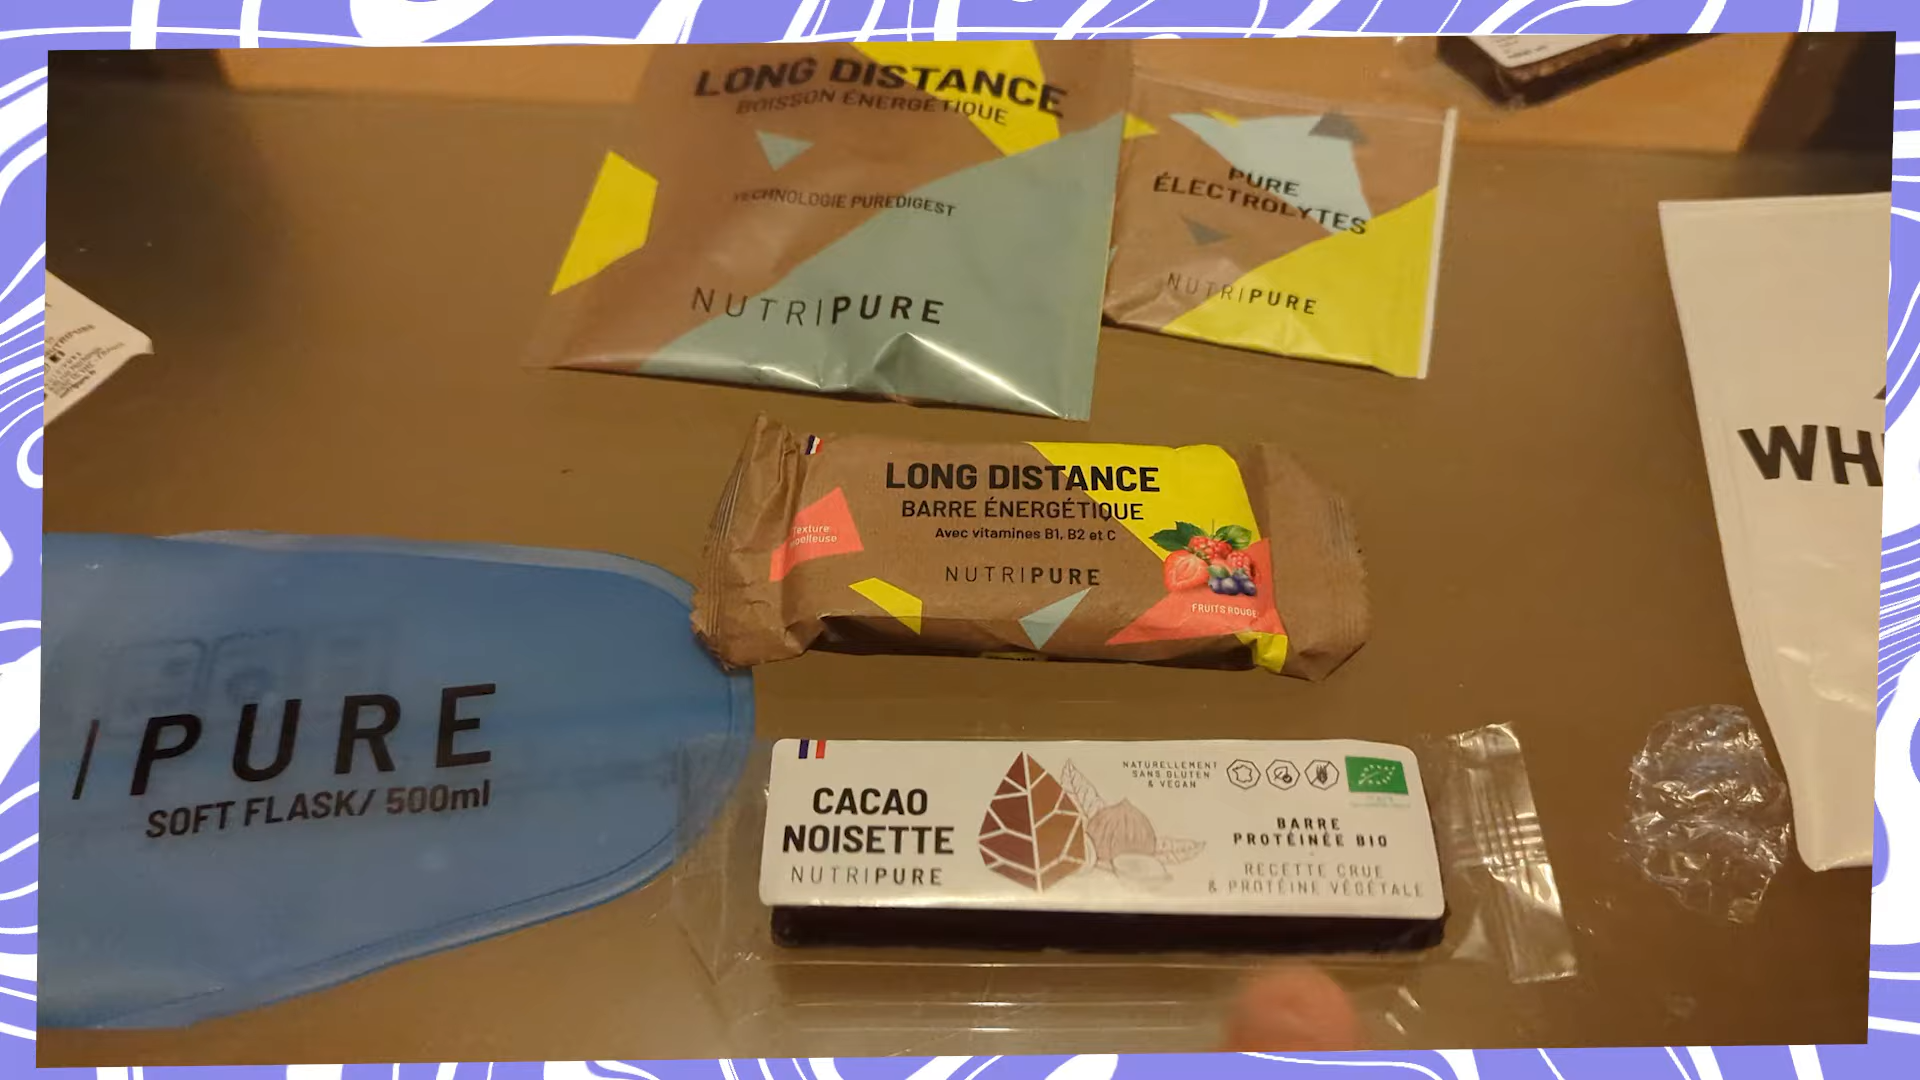 LONG DISTANCE
BOISSON ÉNERGÉTIQUE
TECHNOLOGIE PUREDIGEST
NUTRIPURE
PURE
ÉLECTROLYTES
NUTRIPURE
WH
LONG DISTANCE
BARRE ÉNERGÉTIQUE
Avec vitamines B1, B2 et C
Texture
moelleuse
NUTRIPURE
FRUITS ROUGE
/PURE
SOFT FLASK/ 500ml
CACAO
NOISETTE
NUTRIPURE
NATURELLEMENT
SANS GLUTEN
& VEGAN
BARRE
PROTÉINÉE BIO
RECETTE CRUE
& PROTÉINE VÉGÉTALE